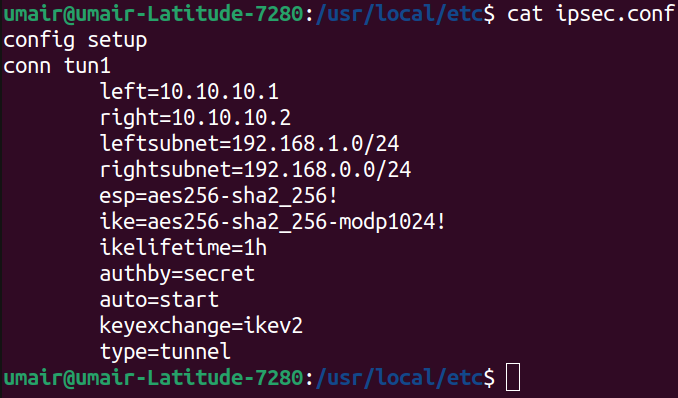 umair@umair-Latitude-7280:/usr/local/etc$ cat ipsec.conf
config setup
conn tun1
        left=10.10.10.1
        right=10.10.10.2
        leftsubnet=192.168.1.0/24
        rightsubnet=192.168.0.0/24
        esp=aes256-sha2_256!
        ike=aes256-sha2_256-modp1024!
        ikelifetime=1h
        authby=secret
        auto=start
        keyexchange=ikev2
        type=tunnel
umair@umair-Latitude-7280:/usr/local/etc$